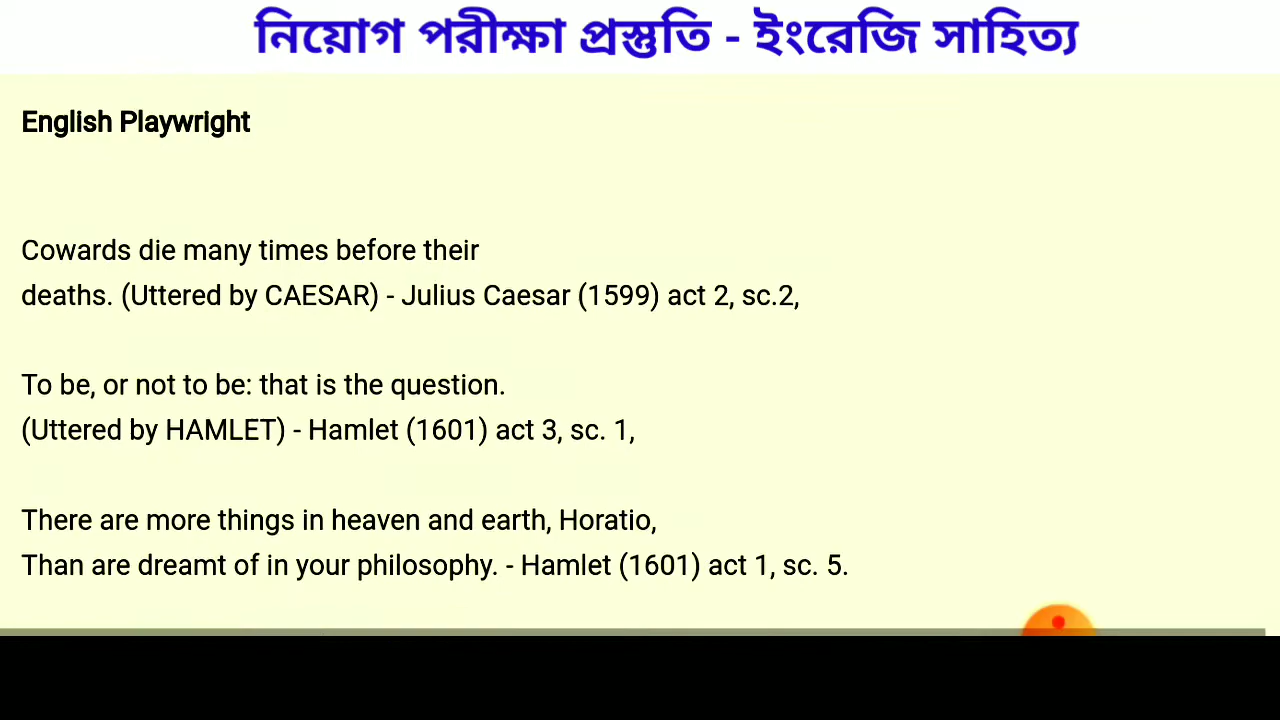 নিয়োগ পরীক্ষা প্রস্তুতি - ইংরেজি সাহিত্য
English Playwright
Cowards die many times before their
deaths. (Uttered by CAESAR) - Julius Caesar (1599) act 2, sc.2,
To be, or not to be: that is the question.
(Uttered by HAMLET) - Hamlet (1601) act 3, sc. 1,
There are more things in heaven and earth, Horatio,
Than are dreamt of in your philosophy. - Hamlet (1601) act 1, sc. 5.